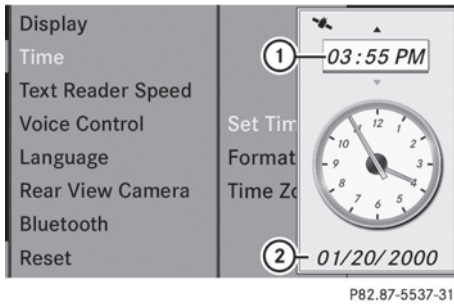 Display
Time
Text Reader Speed
Voice Control
Language
Rear View Camera
Bluetooth
Reset
Set Tim
Format
Time Zo
1
03:55 PM
12
1
2
3
4
5
6
7
8
9
10
11
2
01/20/2000
P82.87-5537-31